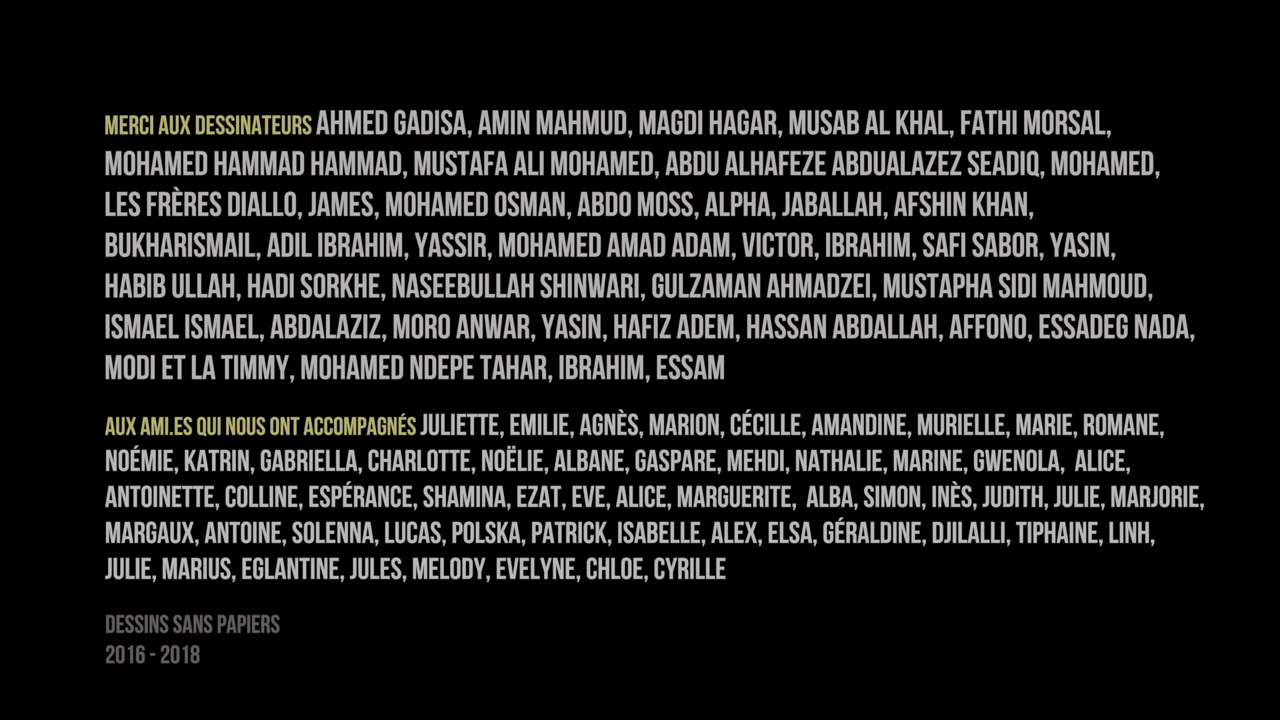 MERCI AUX DESSINATEURS AHMED GADISA, AMIN MAHMUD, MAGDI HAGAR, MUSAB AL KHAL, FATHI MORSAL,
MOHAMED HAMMAD HAMMAD, MUSTAFA ALI MOHAMED, ABDU ALHAFEZE ABDUALAZEZ SEADIQ, MOHAMED,
LES FRÈRES DIALLO, JAMES, MOHAMED OSMAN, ABDO MOSS, ALPHA, JABALLAH, AFSHIN KHAN,
BUKHARISMAIL, ADIL IBRAHIM, YASSIR, MOHAMED AMAD ADAM, VICTOR, IBRAHIM, SAFI SABOR, YASIN,
HABIB ULLAH, HADI SORKHE, NASEEBULLAH SHINWARI, GULZAMAN AHMADZEI, MUSTAPHA SIDI MAHMOUD,
ISMAEL ISMAEL, ABDALAZIZ, MORO ANWAR, YASIN, HAFIZ ADEM, HASSAN ABDALLAH, AFFONO, ESSADEG NADA,
MODI ET LA TIMMY, MOHAMED NDEPE TAHAR, IBRAHIM, ESSAM
AUX AMI.ES QUI NOUS ONT ACCOMPAGNÉS JULIETTE, EMILIE, AGNÈS, MARION, CÉCILLE, AMANDINE, MURIELLE, MARIE, ROMANE,
NOÉMIE, KATRIN, GABRIELLA, CHARLOTTE, NOËLIE, ALBANE, GASPARE, MEHDI, NATHALIE, MARINE, GWENOLA, ALICE,
ANTOINETTE, COLLINE, ESPÉRANCE, SHAMINA, EZAT, EVE, ALICE, MARGUERITE, ALBA, SIMON, INÈS, JUDITH, JULIE, MARJORIE,
MARGAUX, ANTOINE, SOLENNA, LUCAS, POLSKA, PATRICK, ISABELLE, ALEX, ELSA, GÉRALDINE, DJILALLI, TIPHAINE, LINH,
JULIE, MARIUS, EGLANTINE, JULES, MELODY, EVELYNE, CHLOE, CYRILLE
DESSINS SANS PAPIERS
2016 - 2018